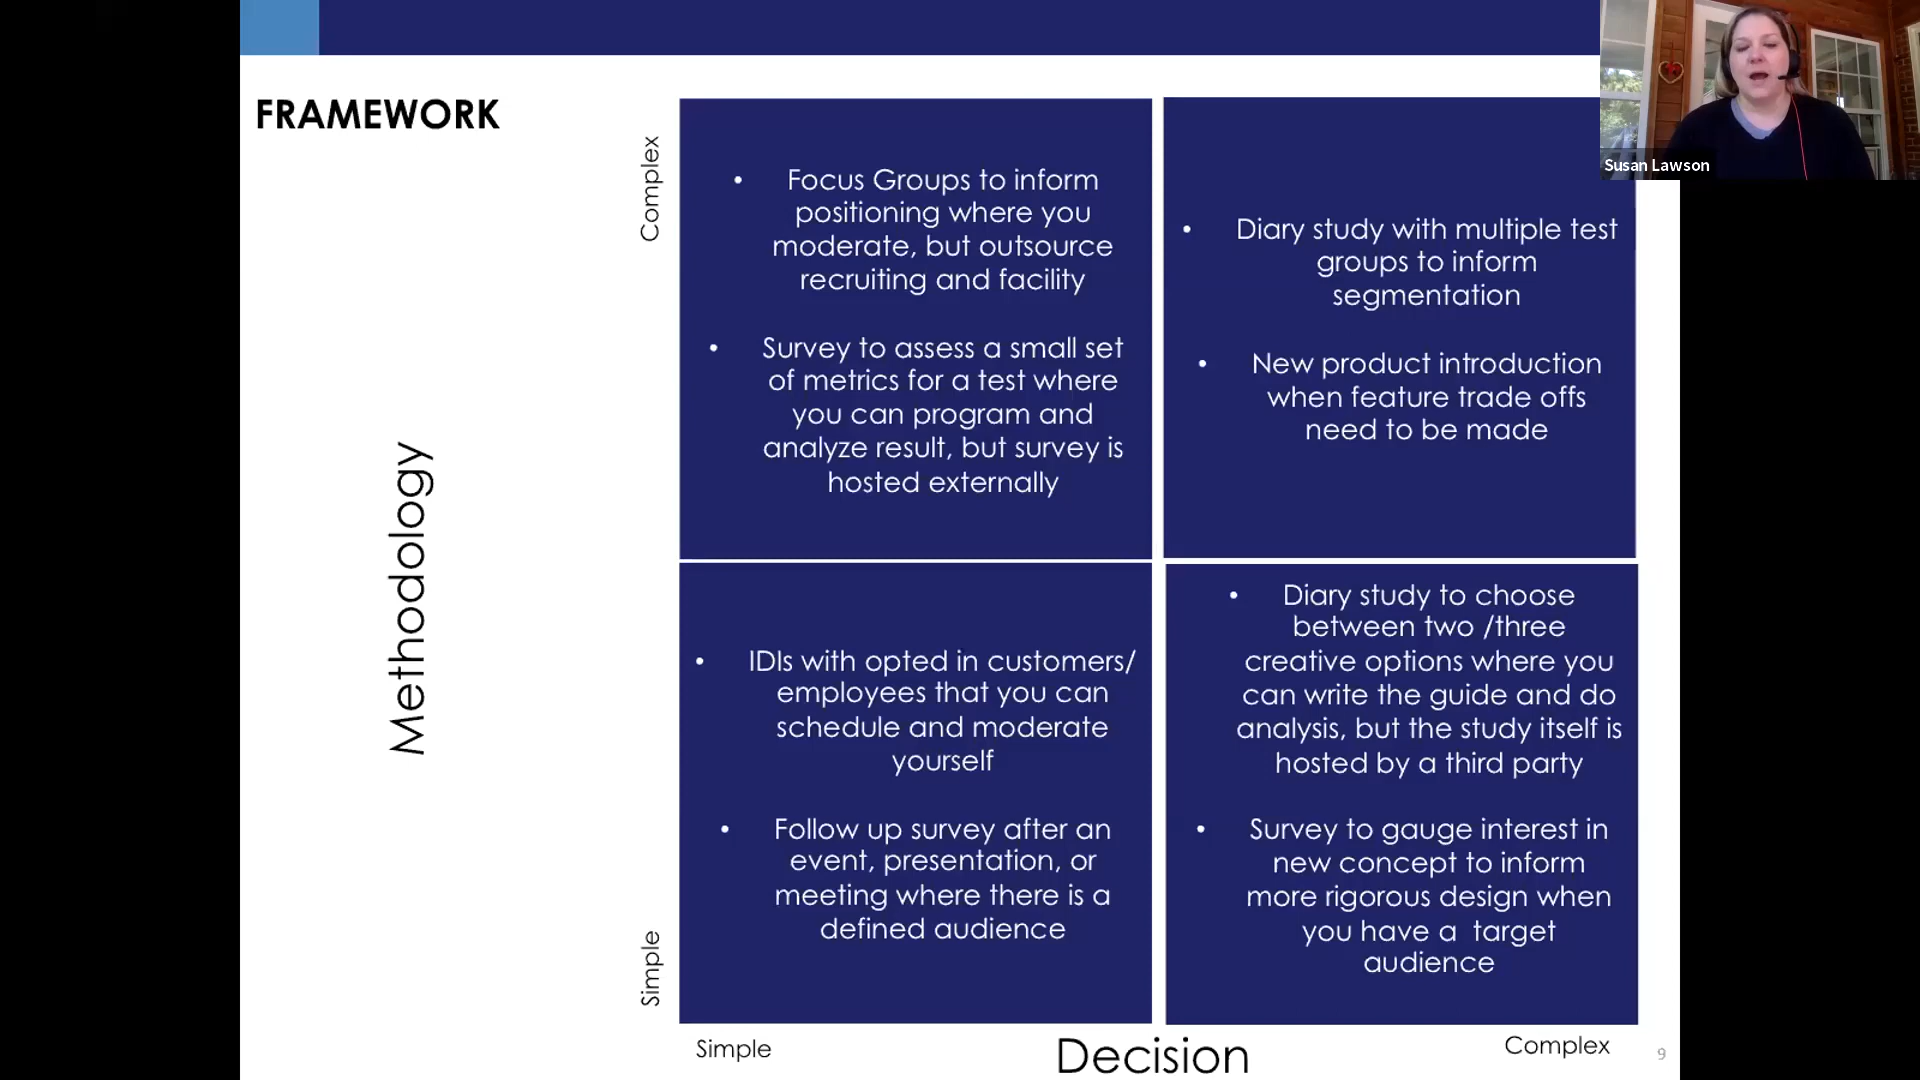 FRAMEWORK
Susan Lawson
Methodology
Complex
• Focus Groups to inform
positioning where you
moderate, but outsource
recruiting and facility
• Survey to assess a small set
of metrics for a test where
you can program and
analyze result, but survey is
hosted externally
• Diary study with multiple test
groups to inform
segmentation
• New product introduction
when feature trade offs
need to be made
Simple
• IDIs with opted in customers/
employees that you can
schedule and moderate
yourself
• Follow up survey after an
event, presentation, or
meeting where there is a
defined audience
• Diary study to choose
between two /three
creative options where you
can write the guide and do
analysis, but the study itself is
hosted by a third party
• Survey to gauge interest in
new concept to inform
more rigorous design when
you have a target
audience
Simple
Decision
Complex
9